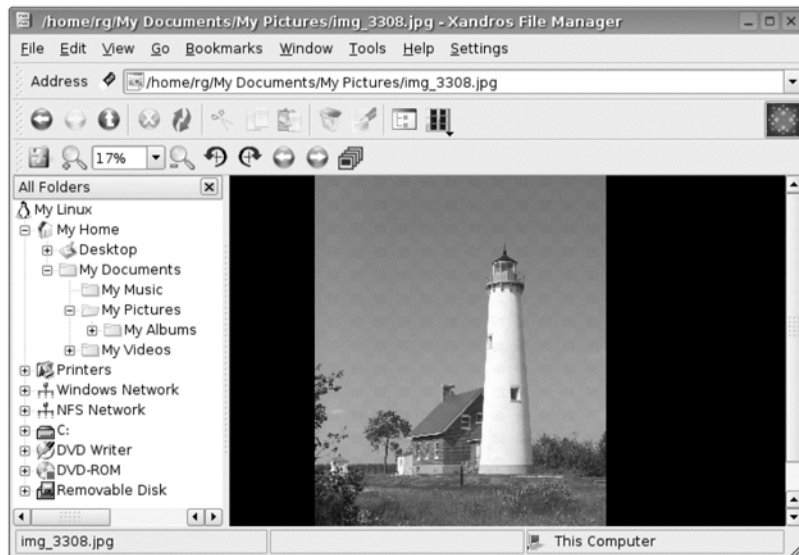 /home/rg/My Documents/My Pictures/img_3308.jpg - Xandros File Manager
File Edit View Go Bookmarks Window Tools Help Settings
Address /home/rg/My Documents/My Pictures/img_3308.jpg
17%
All Folders
My Linux
My Home
Desktop
My Documents
My Music
My Pictures
My Albums
My Videos
Printers
Windows Network
NFS Network
C:
DVD Writer
DVD-ROM
Removable Disk
img_3308.jpg This Computer